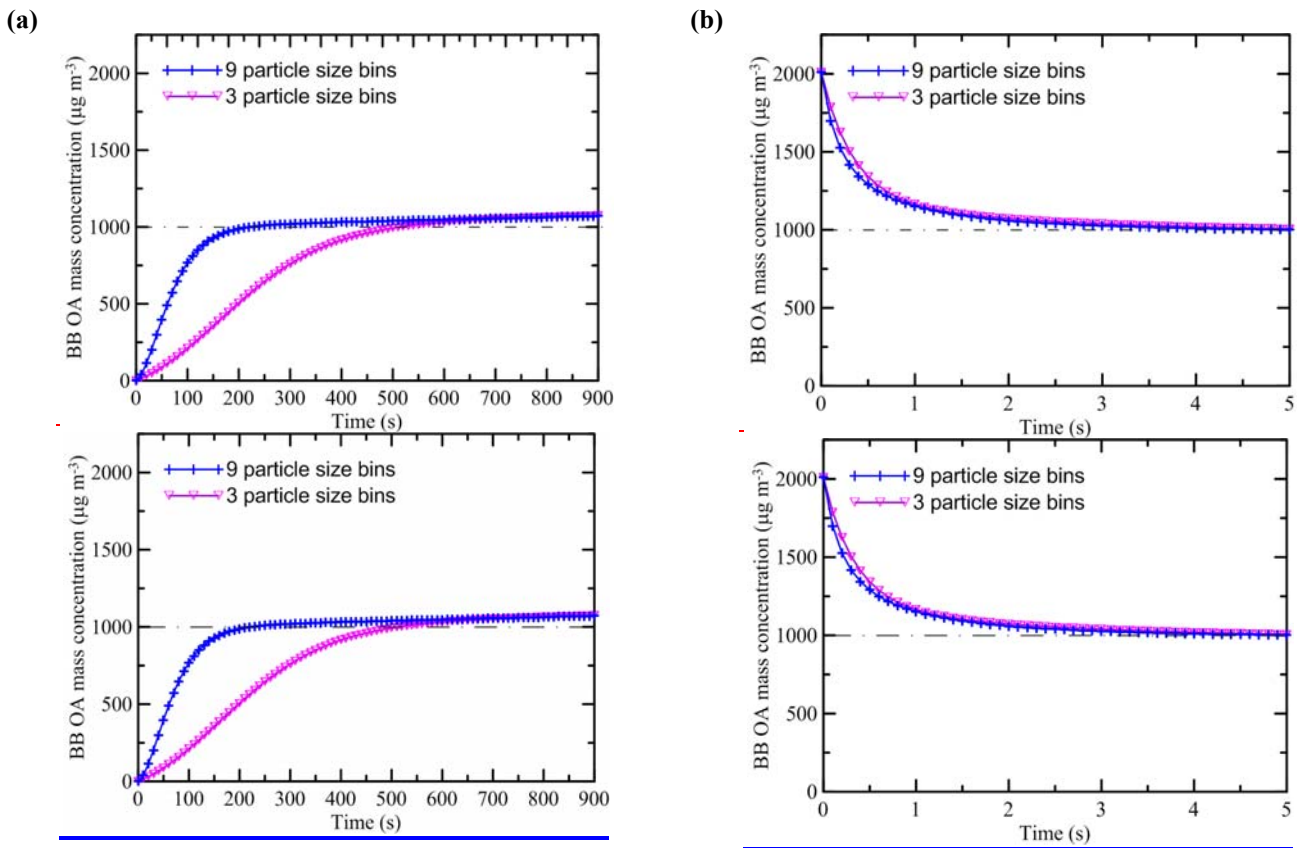 (a)
BB OA mass concentration (µg m⁻³)
2000
1500
1000
500
0
9 particle size bins
3 particle size bins
0 100 200 300 400 500 600 700 800 900
Time (s)
(b)
BB OA mass concentration (µg m⁻³)
2000
1500
1000
500
0
9 particle size bins
3 particle size bins
0 1 2 3 4 5
Time (s)
BB OA mass concentration (µg m⁻³)
2000
1500
1000
500
0
9 particle size bins
3 particle size bins
0 100 200 300 400 500 600 700 800 900
Time (s)
BB OA mass concentration (µg m⁻³)
2000
1500
1000
500
0
9 particle size bins
3 particle size bins
0 1 2 3 4 5
Time (s)